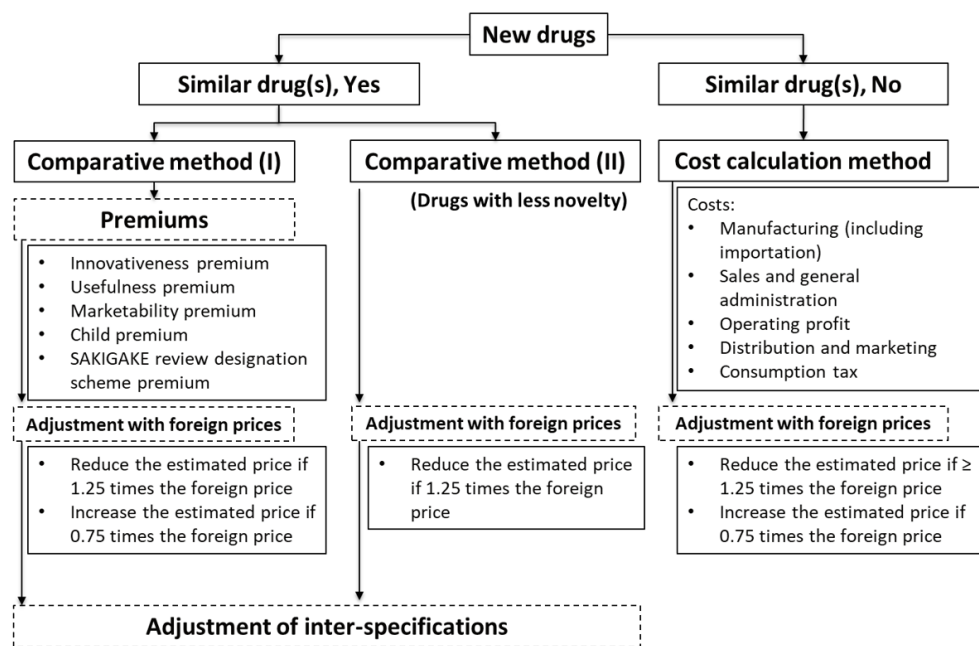 New drugs
Similar drug(s), Yes
Similar drug(s), No
Comparative method (I)
Comparative method (II)
Cost calculation method
(Drugs with less novelty)
Premiums
• Innovativeness premium
• Usefulness premium
• Marketability premium
• Child premium
• SAKIGAKE review designation
scheme premium
Costs:
• Manufacturing (including
importation)
• Sales and general
administration
• Operating profit
• Distribution and marketing
• Consumption tax
Adjustment with foreign prices
• Reduce the estimated price if
1.25 times the foreign price
• Increase the estimated price if
0.75 times the foreign price
Adjustment with foreign prices
• Reduce the estimated price
if 1.25 times the foreign
price
Adjustment with foreign prices
• Reduce the estimated price if ≥
1.25 times the foreign price
• Increase the estimated price if
0.75 times the foreign price
Adjustment of inter-specifications